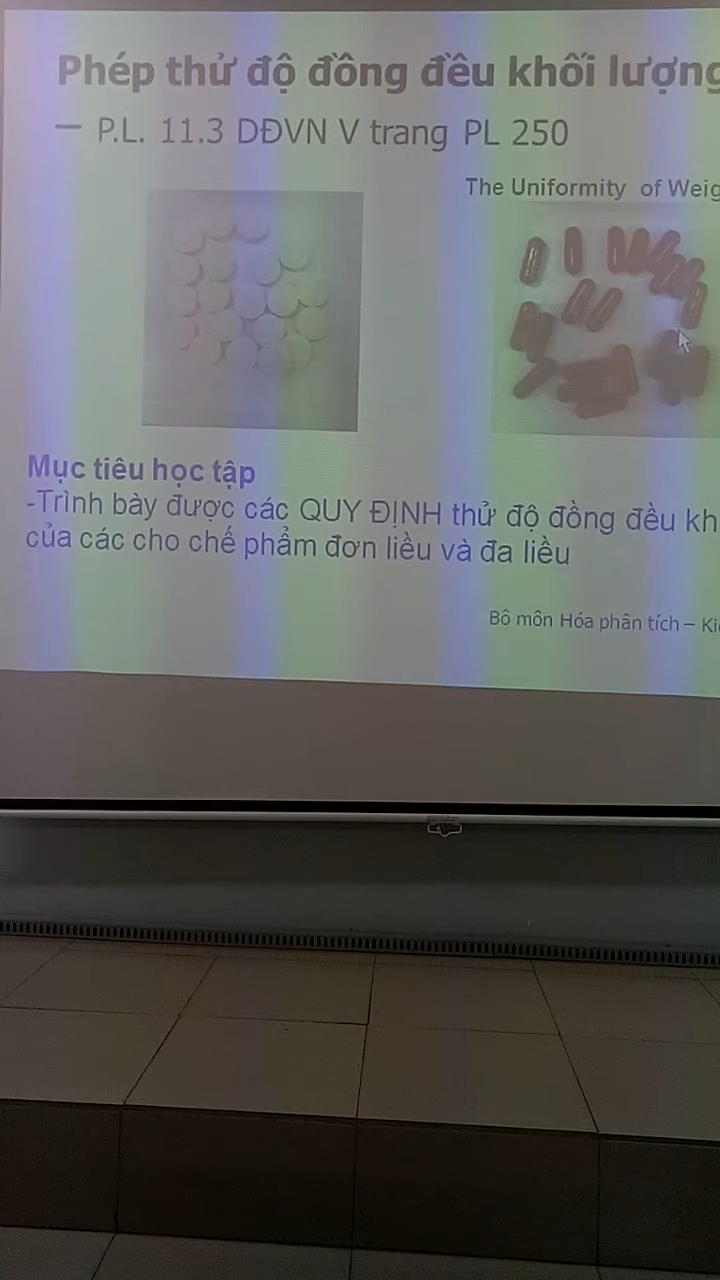 Phép thử độ đồng đều khối lượng
— P.L. 11.3 DĐVN V trang PL 250
The Uniformity of Weig
Mục tiêu học tập
-Trình bày được các QUY ĐỊNH thử độ đồng đều kh
của các cho chế phẩm đơn liều và đa liều
Bộ môn Hóa phân tích – Ki